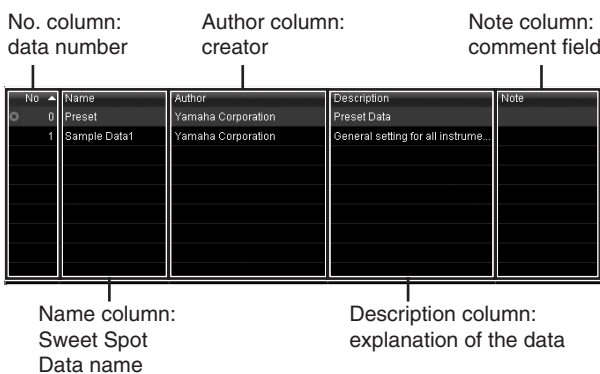 No. column:
data number
Author column:
creator
Note column:
comment field
No Name Author Description Note
0 Preset Yamaha Corporation Preset Data
1 Sample Data1 Yamaha Corporation General setting for all instrume...
Name column:
Sweet Spot
Data name
Description column:
explanation of the data